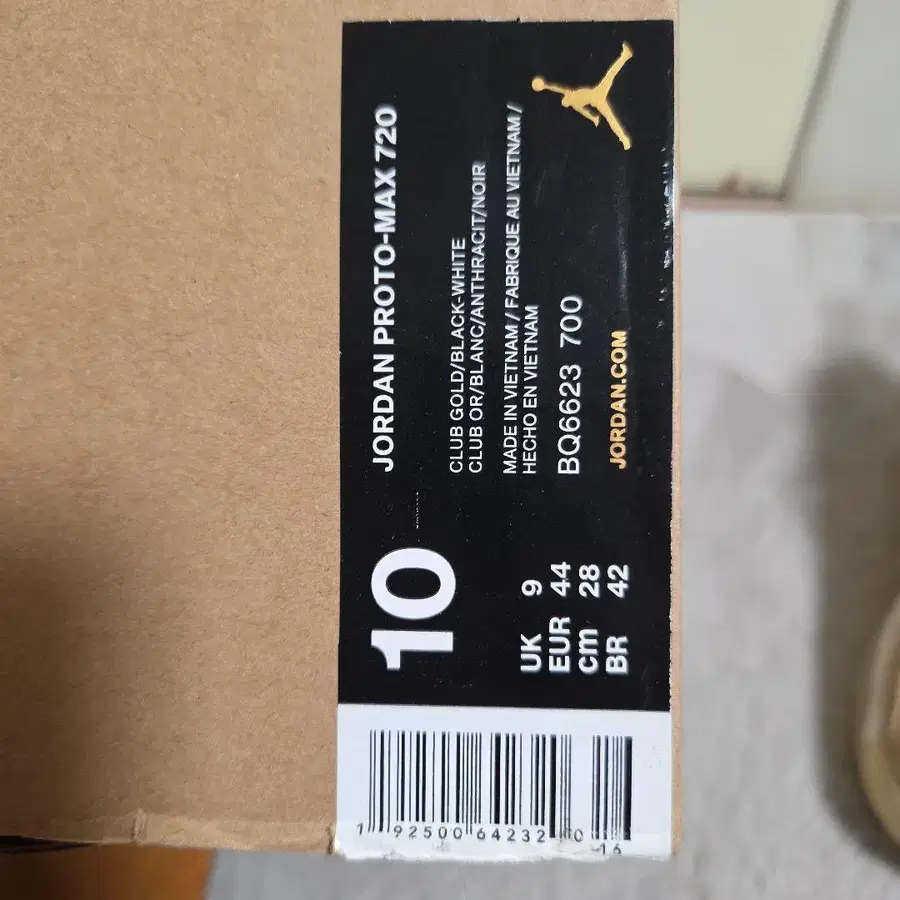 JORDAN PROTO-MAX 720
CLUB GOLD/BLACK-WHITE
CLUB OR/BLANC/ANTHRACIT/NOIR
MADE IN VIETNAM / FABRIQUE AU VIETNAM /
HECHO EN VIETNAM
BQ6623 700
JORDAN.COM
10
UK 9
EUR 44
cm 28
BR 42
1 92500 64232 0
16